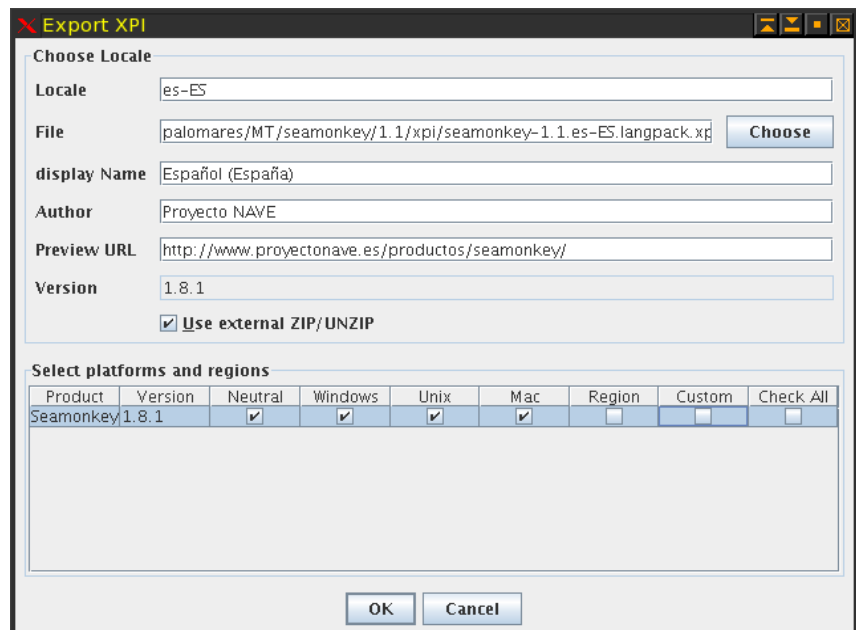 Export XPI
Choose Locale
Locale es-ES
File palomares/MT/seamonkey/1.1/xpi/seamonkey-1.1.es-ES.langpack.xp Choose
display Name Español (España)
Author Proyecto NAVE
Preview URL http://www.proyectonave.es/productos/seamonkey/
Version 1.8.1
Use external ZIP/UNZIP
Select platforms and regions
Product Version Neutral Windows Unix Mac Region Custom Check All
Seamonkey 1.8.1
OK Cancel